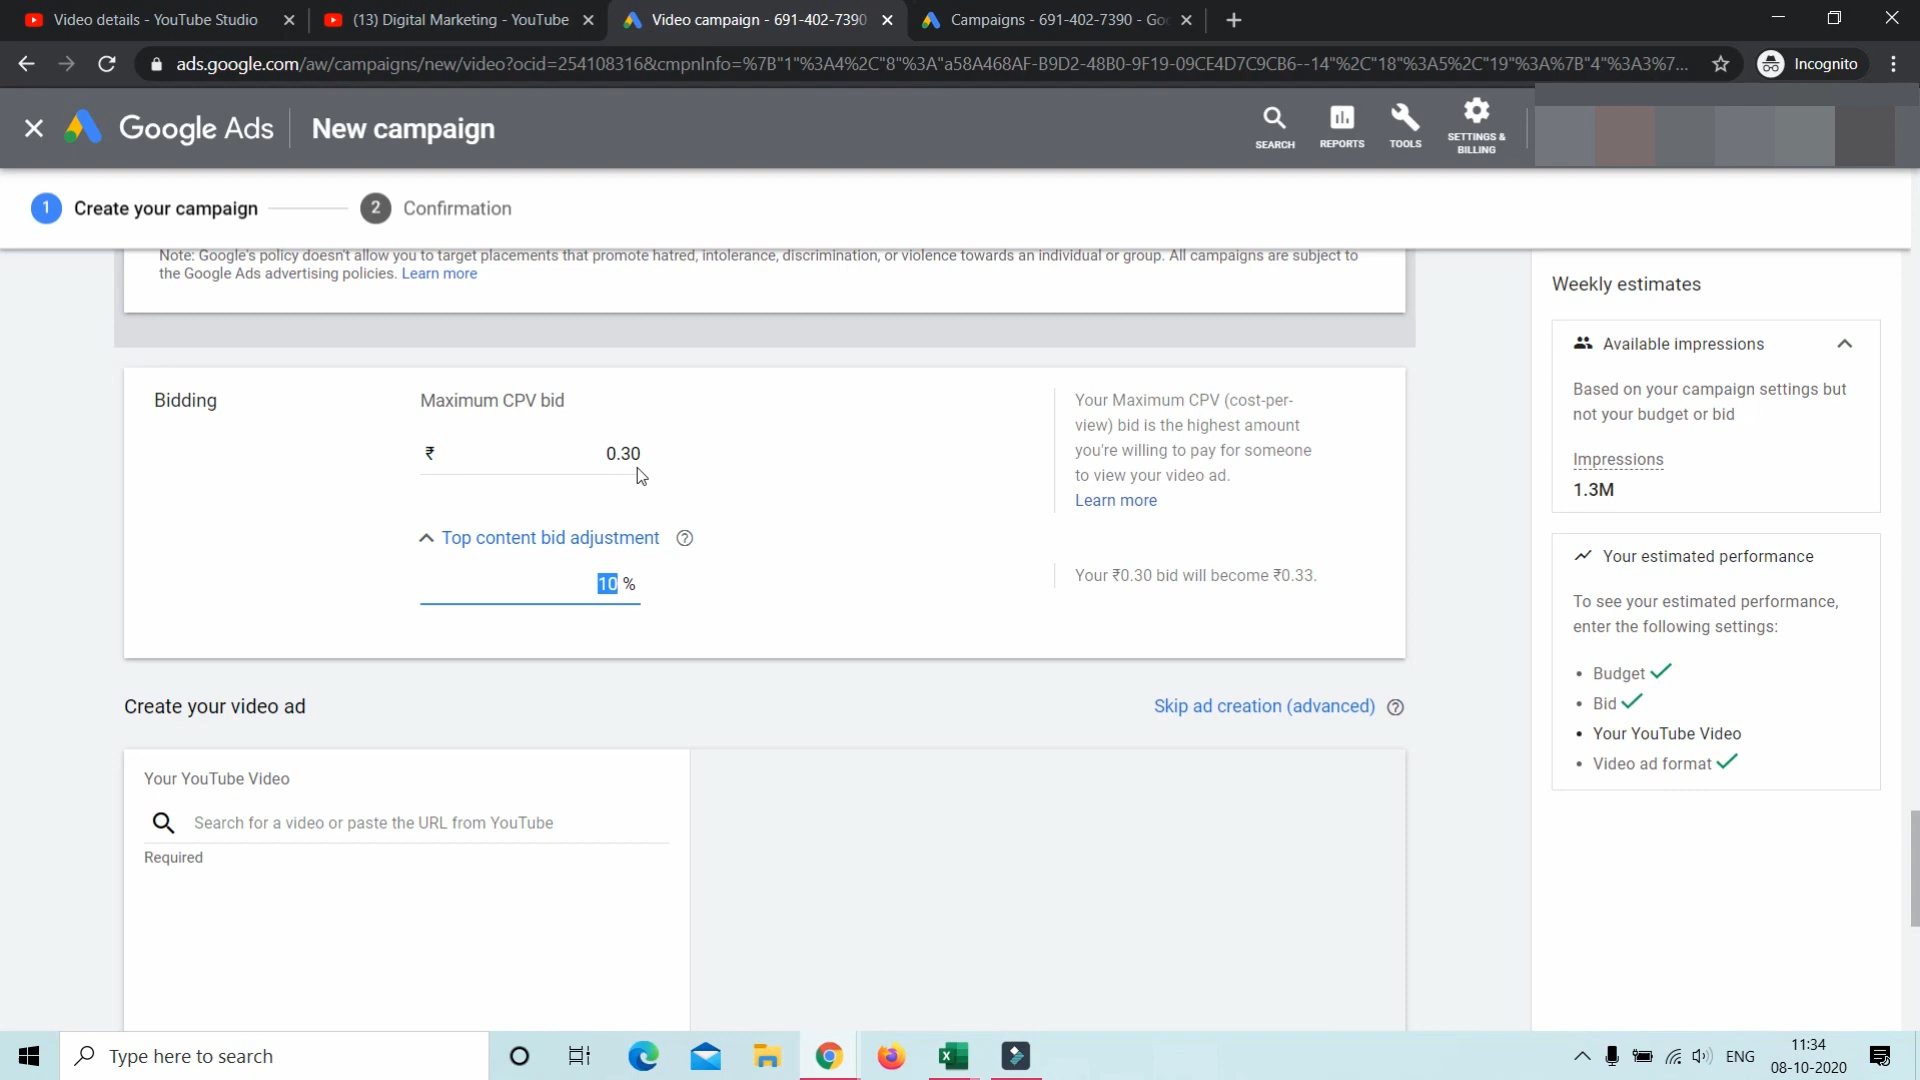 Video details - YouTube Studio
(13) Digital Marketing - YouTube
Video campaign - 691-402-7390
Campaigns - 691-402-7390 - Goo
ads.google.com/aw/campaigns/new/video?ocid=254108316&cmpnInfo=%7B"1"%3A4%2C"8"%3A"a58A468AF-B9D2-48B0-9F19-09CE4D7C9CB6--14"%2C"18"%3A5%2C"19"%3A%7B"4"%3A3%7...
Incognito
Google Ads
New campaign
SEARCH
REPORTS
TOOLS
SETTINGS &
BILLING
1 Create your campaign
2 Confirmation
Note: Google's policy doesn't allow you to target placements that promote hatred, intolerance, discrimination, or violence towards an individual or group. All campaigns are subject to
the Google Ads advertising policies. Learn more
Bidding
Maximum CPV bid
₹ 0.30
Top content bid adjustment
10 %
Your Maximum CPV (cost-per-
view) bid is the highest amount
you're willing to pay for someone
to view your video ad.
Learn more
Your ₹0.30 bid will become ₹0.33.
Create your video ad
Skip ad creation (advanced)
Your YouTube Video
Search for a video or paste the URL from YouTube
Required
Weekly estimates
Available impressions
Based on your campaign settings but
not your budget or bid
Impressions
1.3M
Your estimated performance
To see your estimated performance,
enter the following settings:
• Budget
• Bid
• Your YouTube Video
• Video ad format
Type here to search
ENG
11:34
08-10-2020